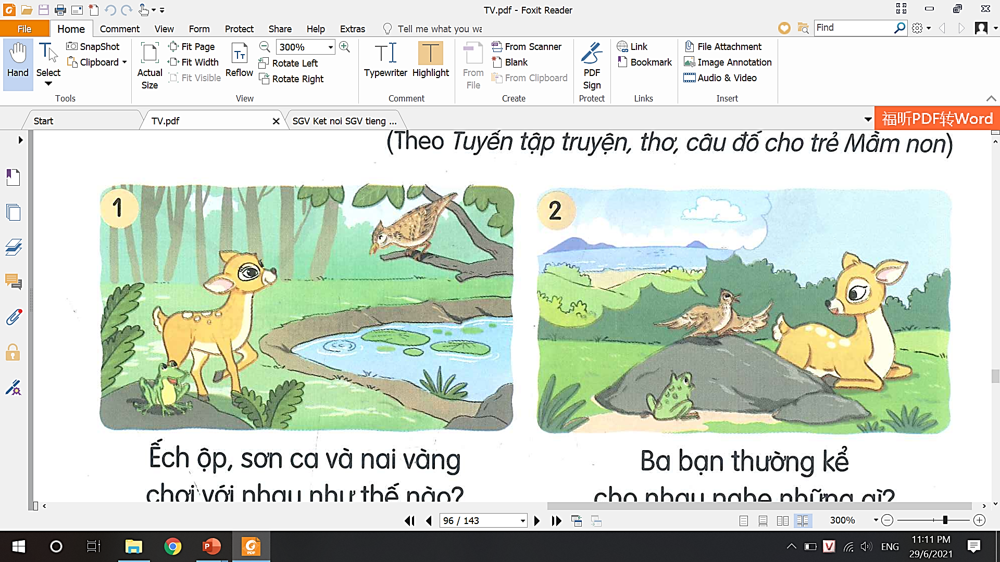 TV.pdf - Foxit Reader
File Home Comment View Form Protect Share Help Extras Tell me what you wa Find
SnapShot Fit Page 300% From Scanner Link File Attachment
Clipboard Fit Width Rotate Left Blank Bookmark Image Annotation
Hand Select Actual Size Fit Visible Reflow Rotate Right Typewriter Highlight From File From Clipboard PDF Sign Audio & Video
Tools View Comment Create Protect Links Insert
Start TV.pdf SGV Ket noi SGV tieng ... 福昕PDF转Word
(Theo Tuyển tập truyện, thơ, câu đố cho trẻ Mầm non)
1
2
Ếch ộp, sơn ca và nai vàng
chơi với nhau như thế nào?
Ba bạn thường kể
cho nhau nghe những gì?
96 / 143 300%
ENG 11:11 PM
29/6/2021